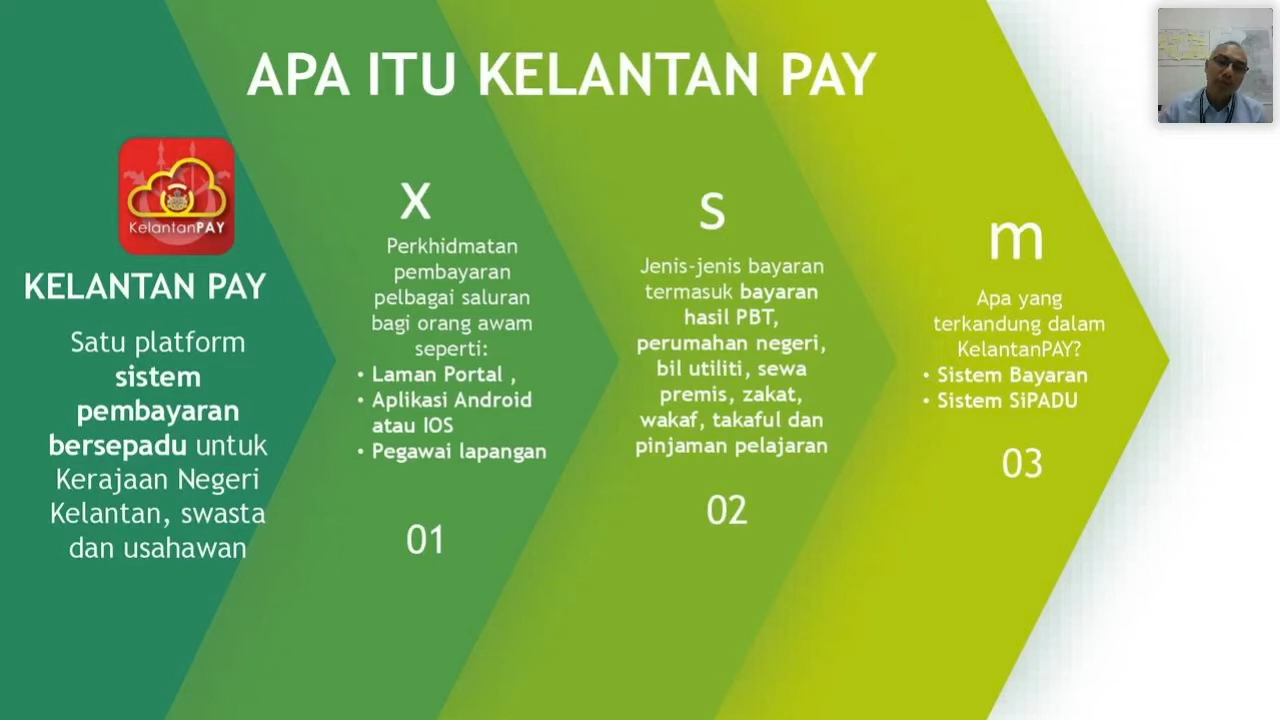 APA ITU KELANTAN PAY
KelantanPAY
KELANTAN PAY
Satu platform
sistem
pembayaran
bersepadu untuk
Kerajaan Negeri
Kelantan, swasta
dan usahawan
x
Perkhidmatan
pembayaran
pelbagai saluran
bagi orang awam
seperti:
• Laman Portal ,
• Aplikasi Android
atau IOS
• Pegawai lapangan
01
s
Jenis-jenis bayaran
termasuk bayaran
hasil PBT,
perumahan negeri,
bil utiliti, sewa
premis, zakat,
wakaf, takaful dan
pinjaman pelajaran
02
m
Apa yang
terkandung dalam
KelantanPAY?
• Sistem Bayaran
• Sistem SiPADU
03